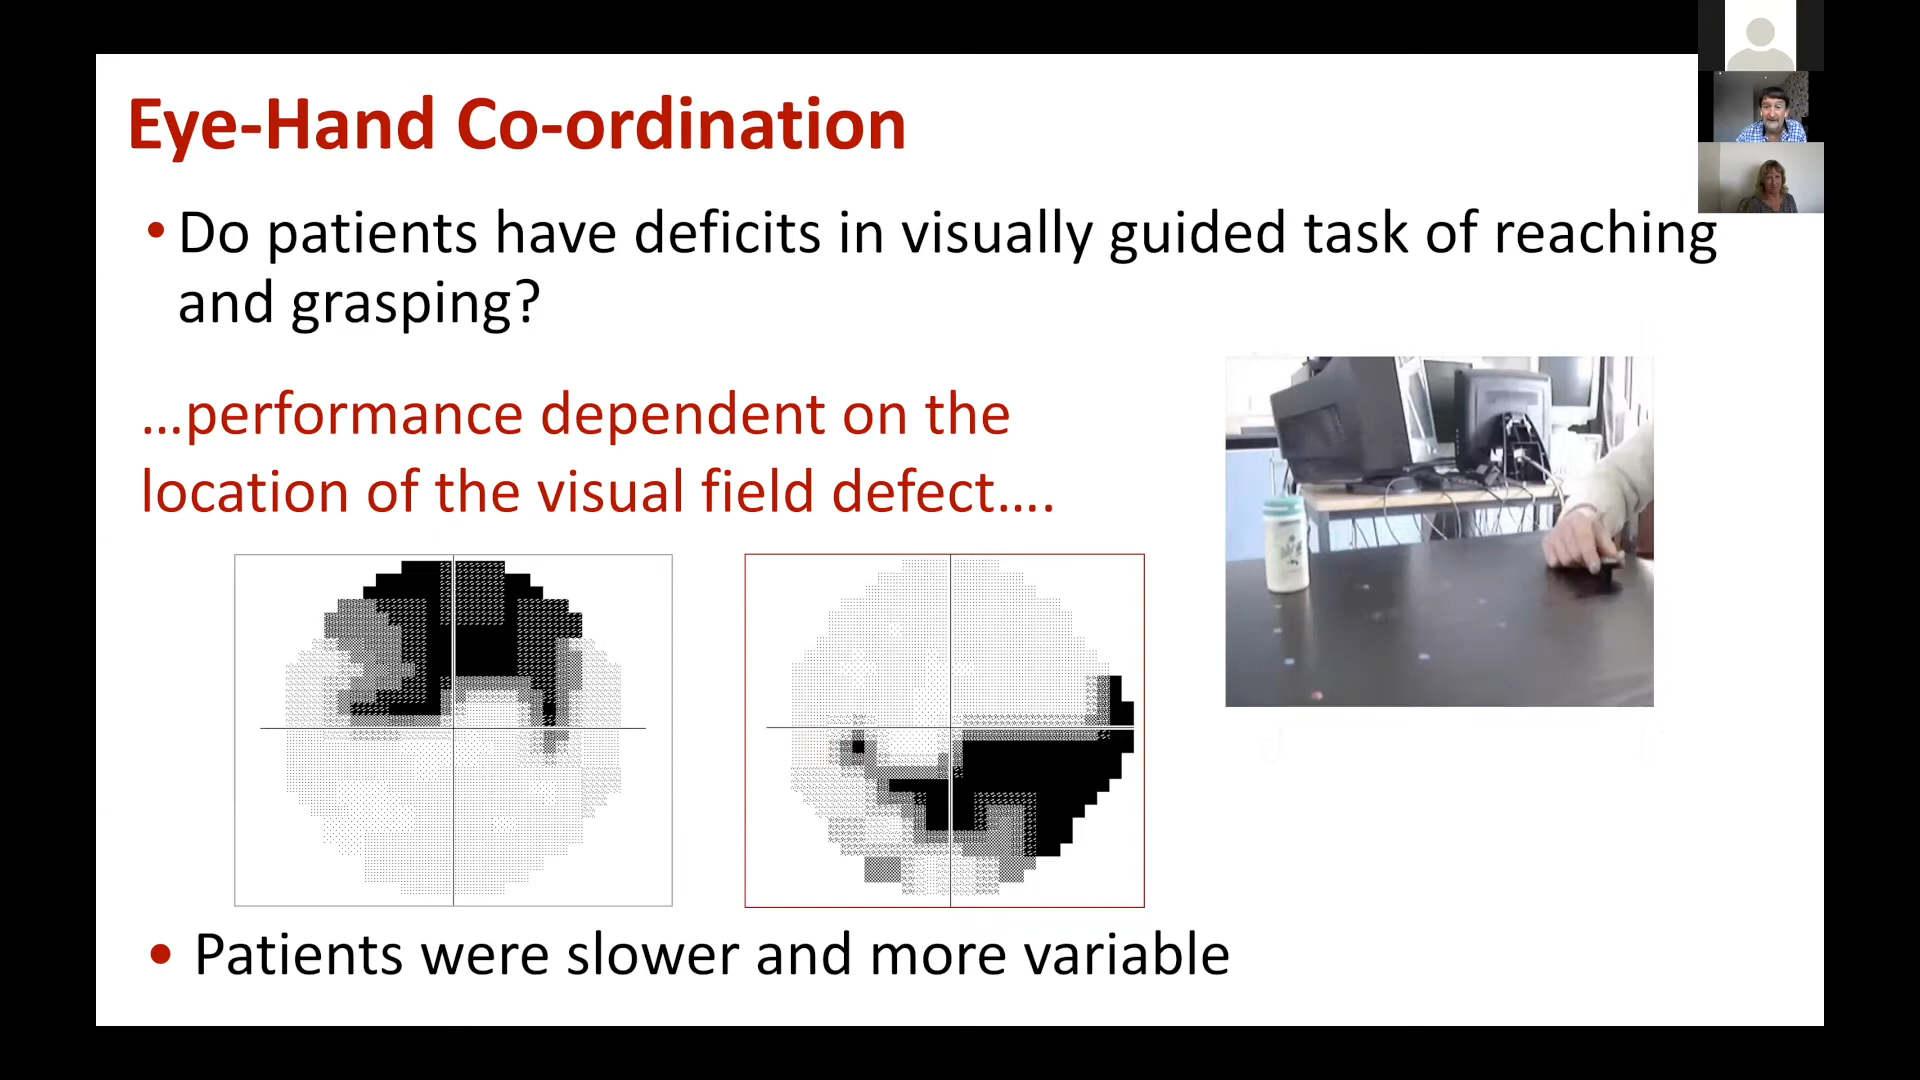 Eye-Hand Co-ordination
• Do patients have deficits in visually guided task of reaching
and grasping?
...performance dependent on the
location of the visual field defect....
• Patients were slower and more variable